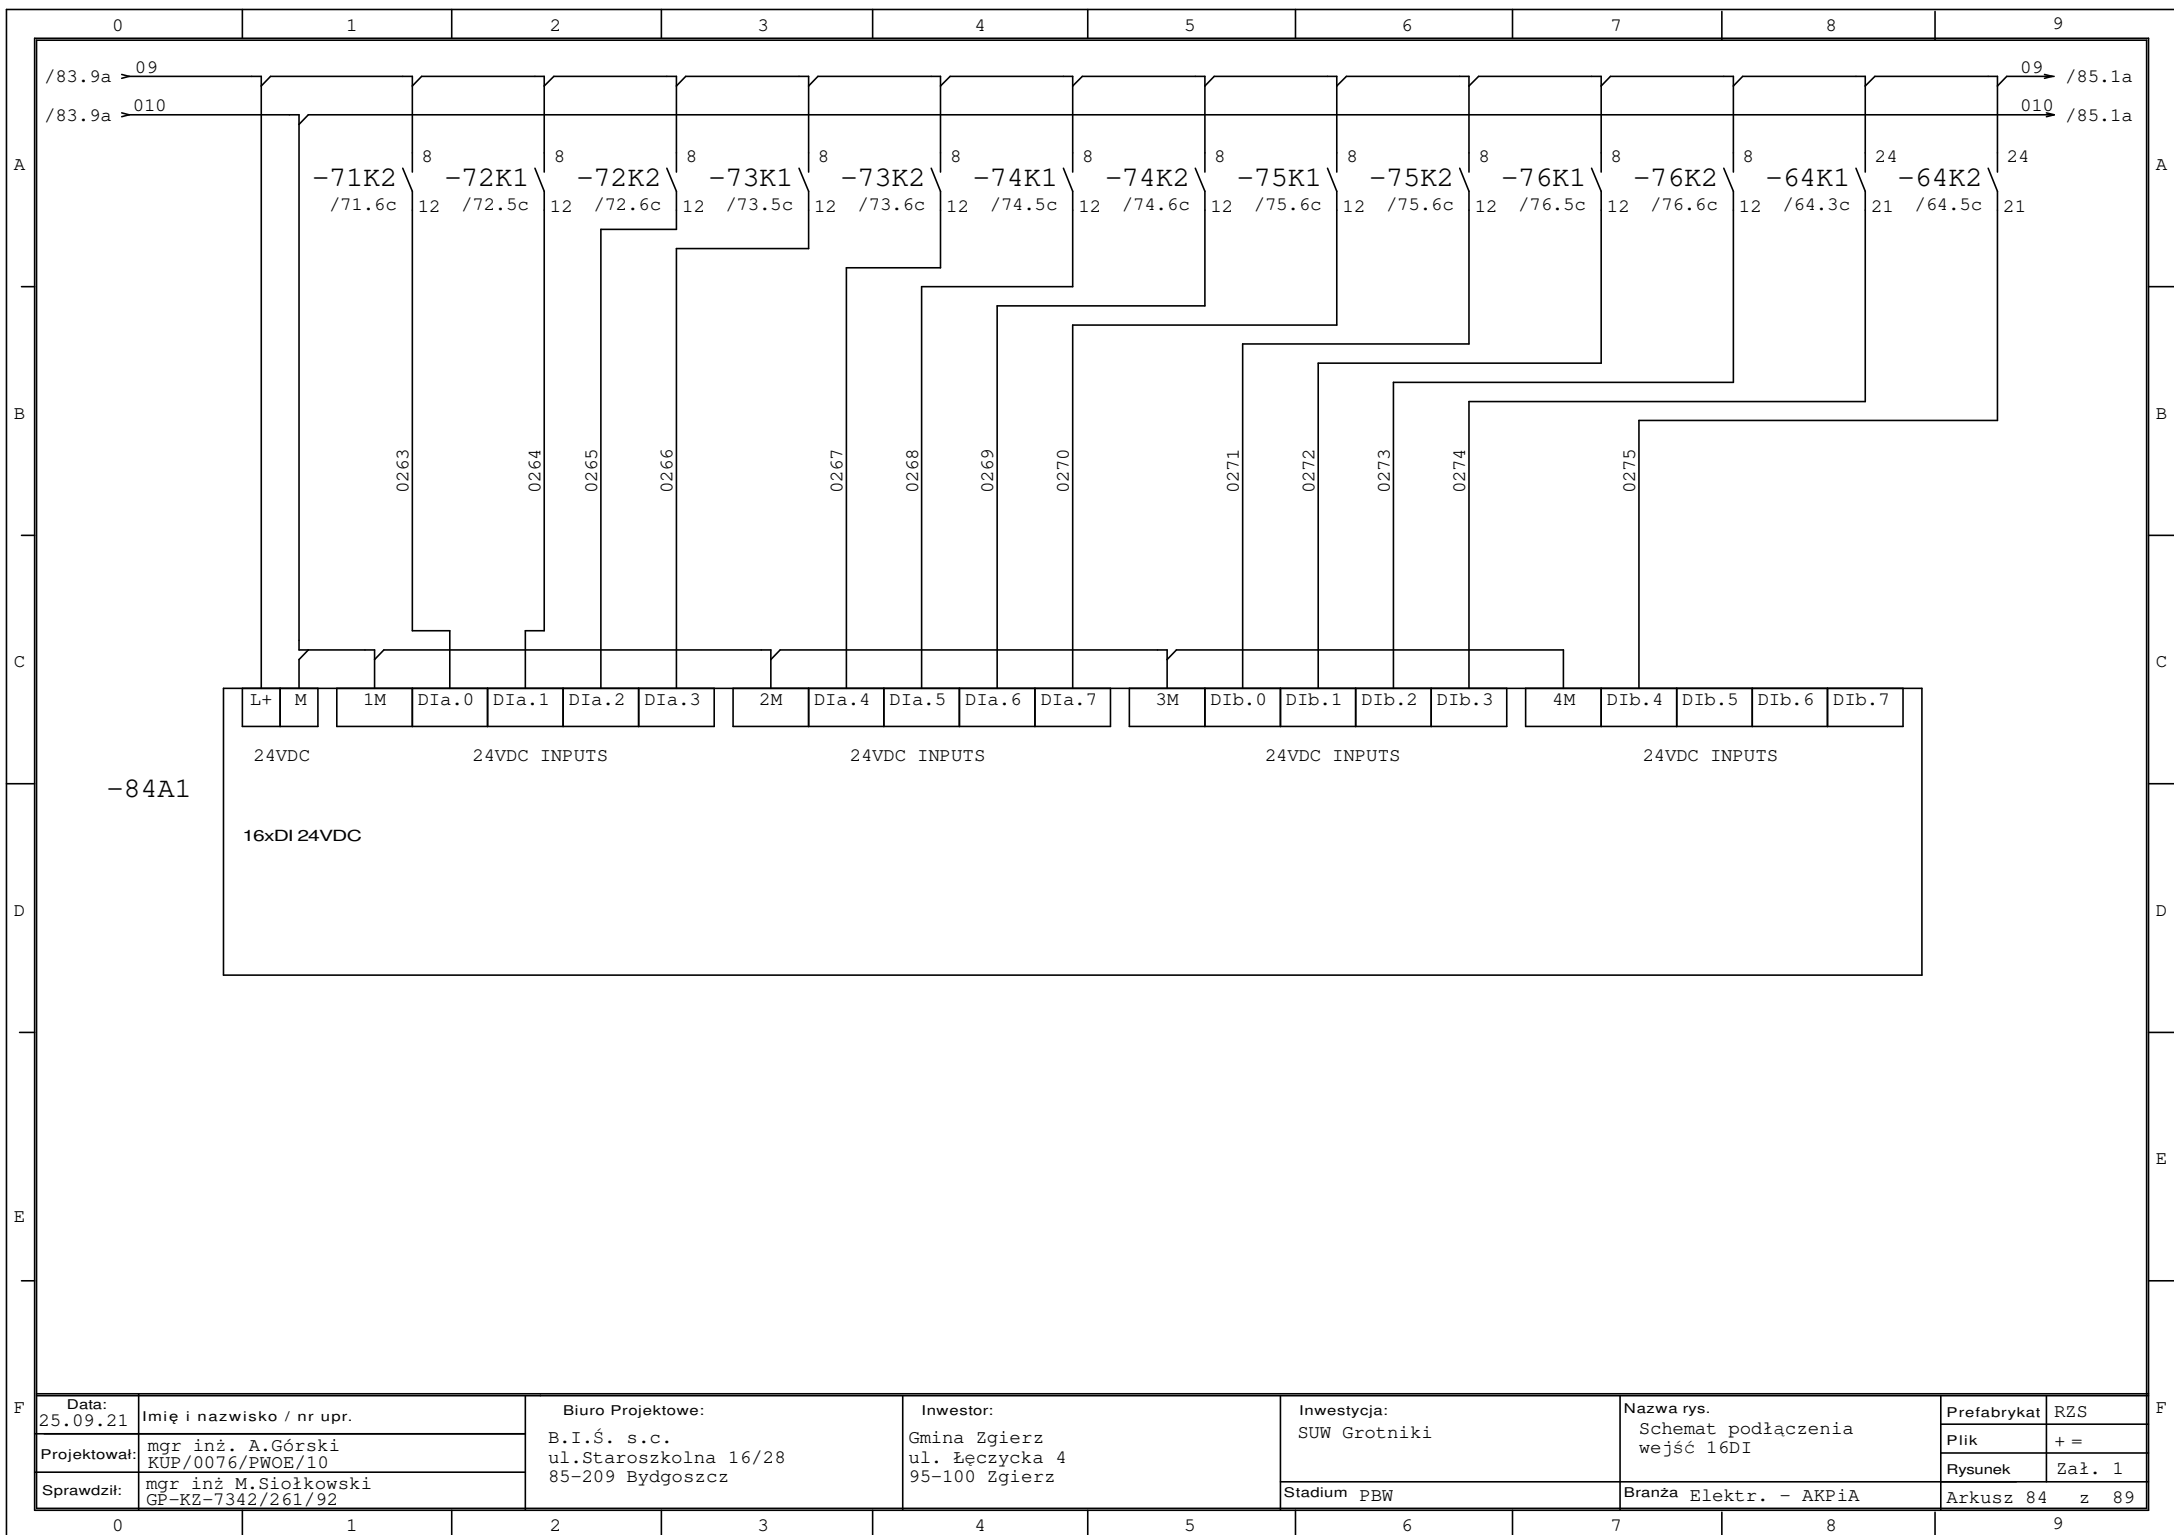 0 1 2 3 4 5 6 7 8 9
/83.9a 09 09 /85.1a
/83.9a 010 010 /85.1a
A 8 8 8 8 8 8 8 8 8 8 8 24 24 A
-71K2 -72K1 -72K2 -73K1 -73K2 -74K1 -74K2 -75K1 -75K2 -76K1 -76K2 -64K1 -64K2
/71.6c 12 /72.5c 12 /72.6c 12 /73.5c 12 /73.6c 12 /74.5c 12 /74.6c 12 /75.6c 12 /75.6c 12 /76.5c 12 /76.6c 12 /64.3c 21 /64.5c 21
B B
0263 0264 0265 0266 0267 0268 0269 0270 0271 0272 0273 0274 0275
C C
L+ M 1M DIa.0 DIa.1 DIa.2 DIa.3 2M DIa.4 DIa.5 DIa.6 DIa.7 3M DIb.0 DIb.1 DIb.2 DIb.3 4M DIb.4 DIb.5 DIb.6 DIb.7
24VDC 24VDC INPUTS 24VDC INPUTS 24VDC INPUTS 24VDC INPUTS
-84A1
16xDI 24VDC
D D
E E
F F
Data:
25.09.21
Imię i nazwisko / nr upr.
Projektował:
mgr inż. A.Górski
KUP/0076/PWOE/10
Sprawdził:
mgr inż M.Siołkowski
GP-KZ-7342/261/92
Biuro Projektowe:
B.I.Ś. s.c.
ul.Staroszkolna 16/28
85-209 Bydgoszcz
Inwestor:
Gmina Zgierz
ul. Łęczycka 4
95-100 Zgierz
Inwestycja:
SUW Grotniki
Stadium PBW
Nazwa rys.
Schemat podłączenia
wejść 16DI
Branża Elektr. - AKPiA
Prefabrykat RZS
Plik + =
Rysunek Zał. 1
Arkusz 84 z 89
0 1 2 3 4 5 6 7 8 9